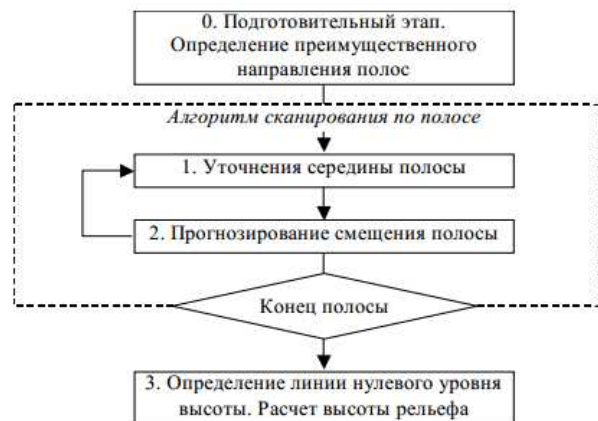 0. Подготовительный этап.
Определение преимущественного
направления полос
Алгоритм сканирования по полосе
1. Уточнения середины полосы
2. Прогнозирование смещения полосы
Конец полосы
3. Определение линии нулевого уровня
высоты. Расчет высоты рельефа